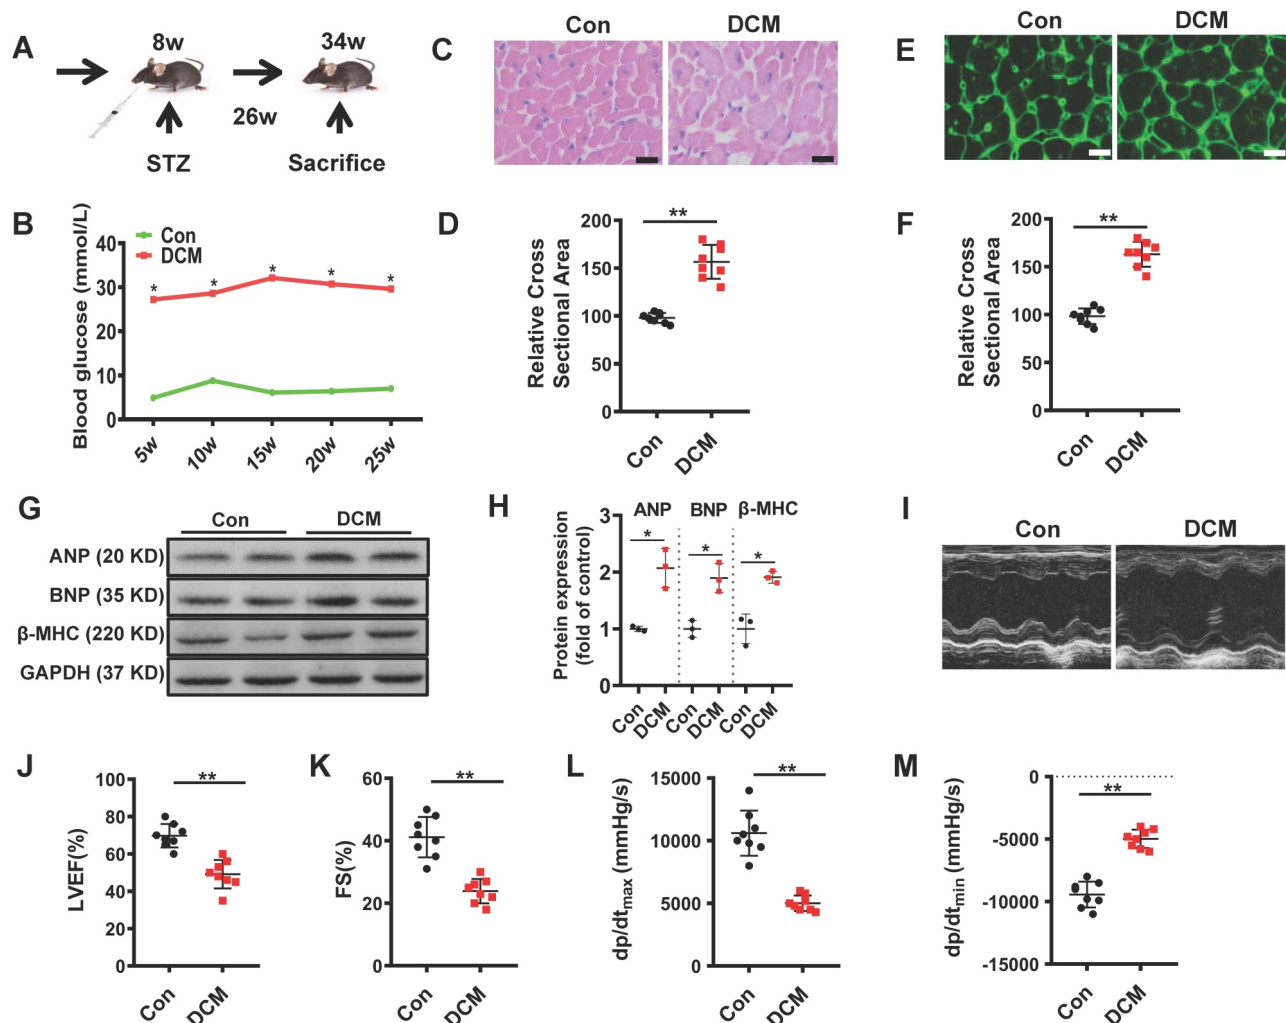 A
8w
34w
26w
STZ
Sacrifice
B
Blood glucose (mmol/L)
Con
DCM
40
30
20
10
0
*
*
*
*
*
5w
10w
15w
20w
25w
C
Con
DCM
D
Relative Cross
Sectional Area
200
150
100
50
0
**
Con
DCM
E
Con
DCM
F
Relative Cross
Sectional Area
200
150
100
50
0
**
Con
DCM
G
Con
DCM
ANP (20 KD)
BNP (35 KD)
β-MHC (220 KD)
GAPDH (37 KD)
H
ANP
BNP
β-MHC
Protein expression
(fold of control)
3
2
1
0
*
*
*
Con
DCM
Con
DCM
Con
DCM
I
Con
DCM
J
LVEF(%)
100
80
60
40
20
0
**
Con
DCM
K
FS(%)
60
40
20
0
**
Con
DCM
L
dp/dtmax (mmHg/s)
15000
10000
5000
0
**
Con
DCM
M
dp/dtmin (mmHg/s)
0
-5000
-10000
-15000
**
Con
DCM